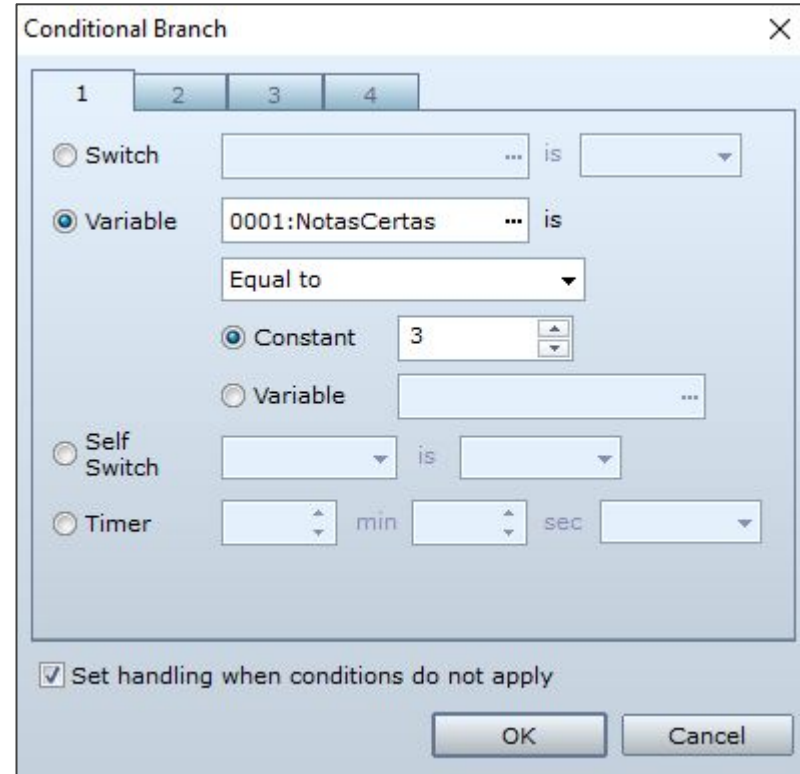 Conditional Branch
1 2 3 4
Switch ... is
Variable 0001:NotasCertas ... is
Equal to
Constant 3
Variable ...
Self
Switch is
Timer min sec
Set handling when conditions do not apply
OK Cancel